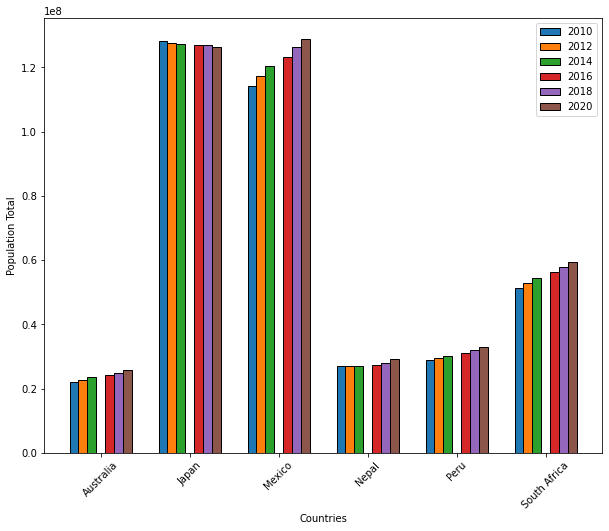 1e8
2010
2012
2014
2016
2018
2020
1.2
1.0
0.8
0.6
0.4
0.2
0.0
Population Total
Australia
Japan
Mexico
Nepal
Peru
South Africa
Countries